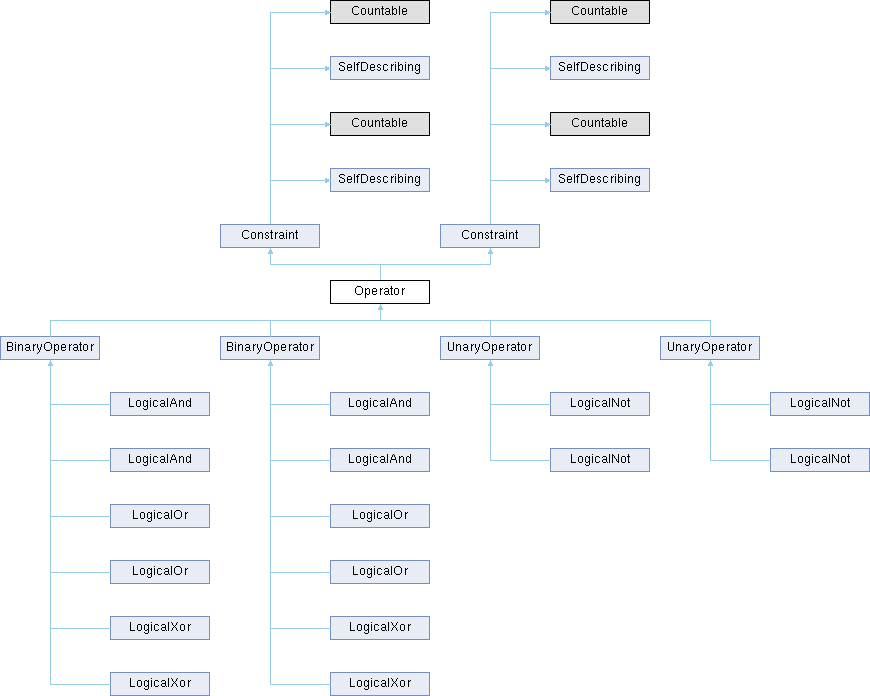 Countable Countable
SelfDescribing SelfDescribing
Countable Countable
SelfDescribing SelfDescribing
Constraint Constraint
Operator
BinaryOperator BinaryOperator UnaryOperator UnaryOperator
LogicalAnd LogicalAnd LogicalNot LogicalNot
LogicalAnd LogicalAnd LogicalNot LogicalNot
LogicalOr LogicalOr
LogicalOr LogicalOr
LogicalXor LogicalXor
LogicalXor LogicalXor